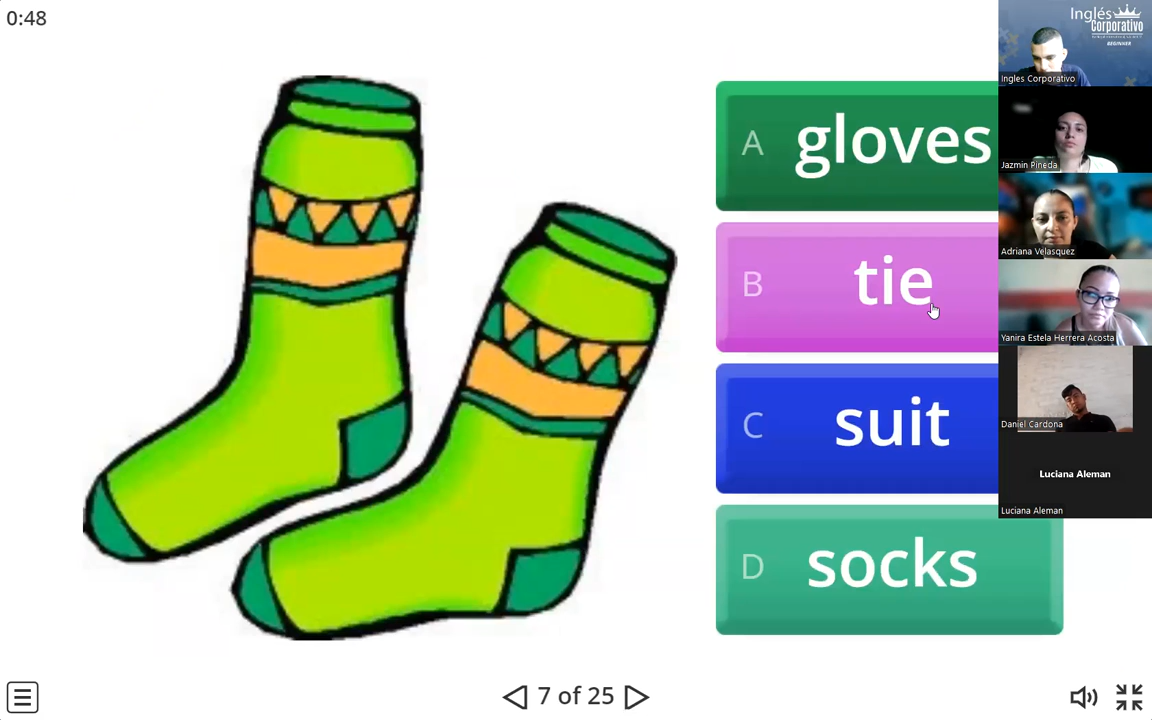 0:48
A gloves
B tie
C suit
D socks
7 of 25
Inglés
Corporativo
BEGINNER
Ingles Corporativo
Jazmin Pineda
Adriana Velasquez
Yanira Estela Herrera Acosta
Daniel Cardona
Luciana Aleman
Luciana Aleman